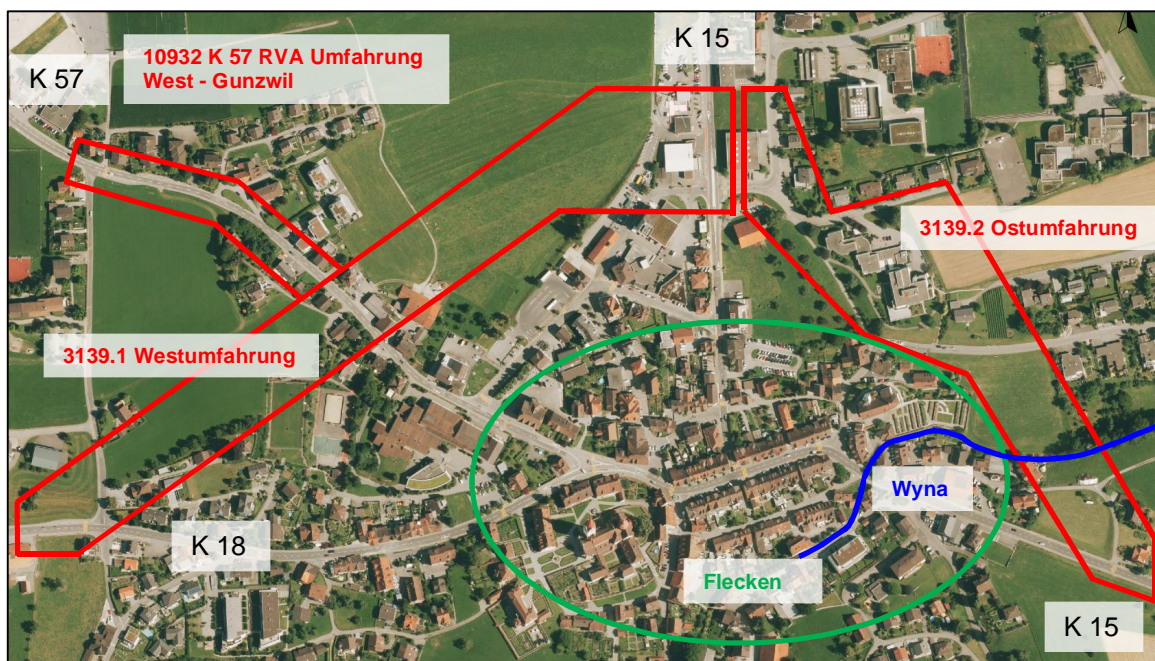 K 57
10932 K 57 RVA Umfahrung
West - Gunzwil
K 15
3139.2 Ostumfahrung
3139.1 Westumfahrung
Wyna
K 18
Flecken
K 15